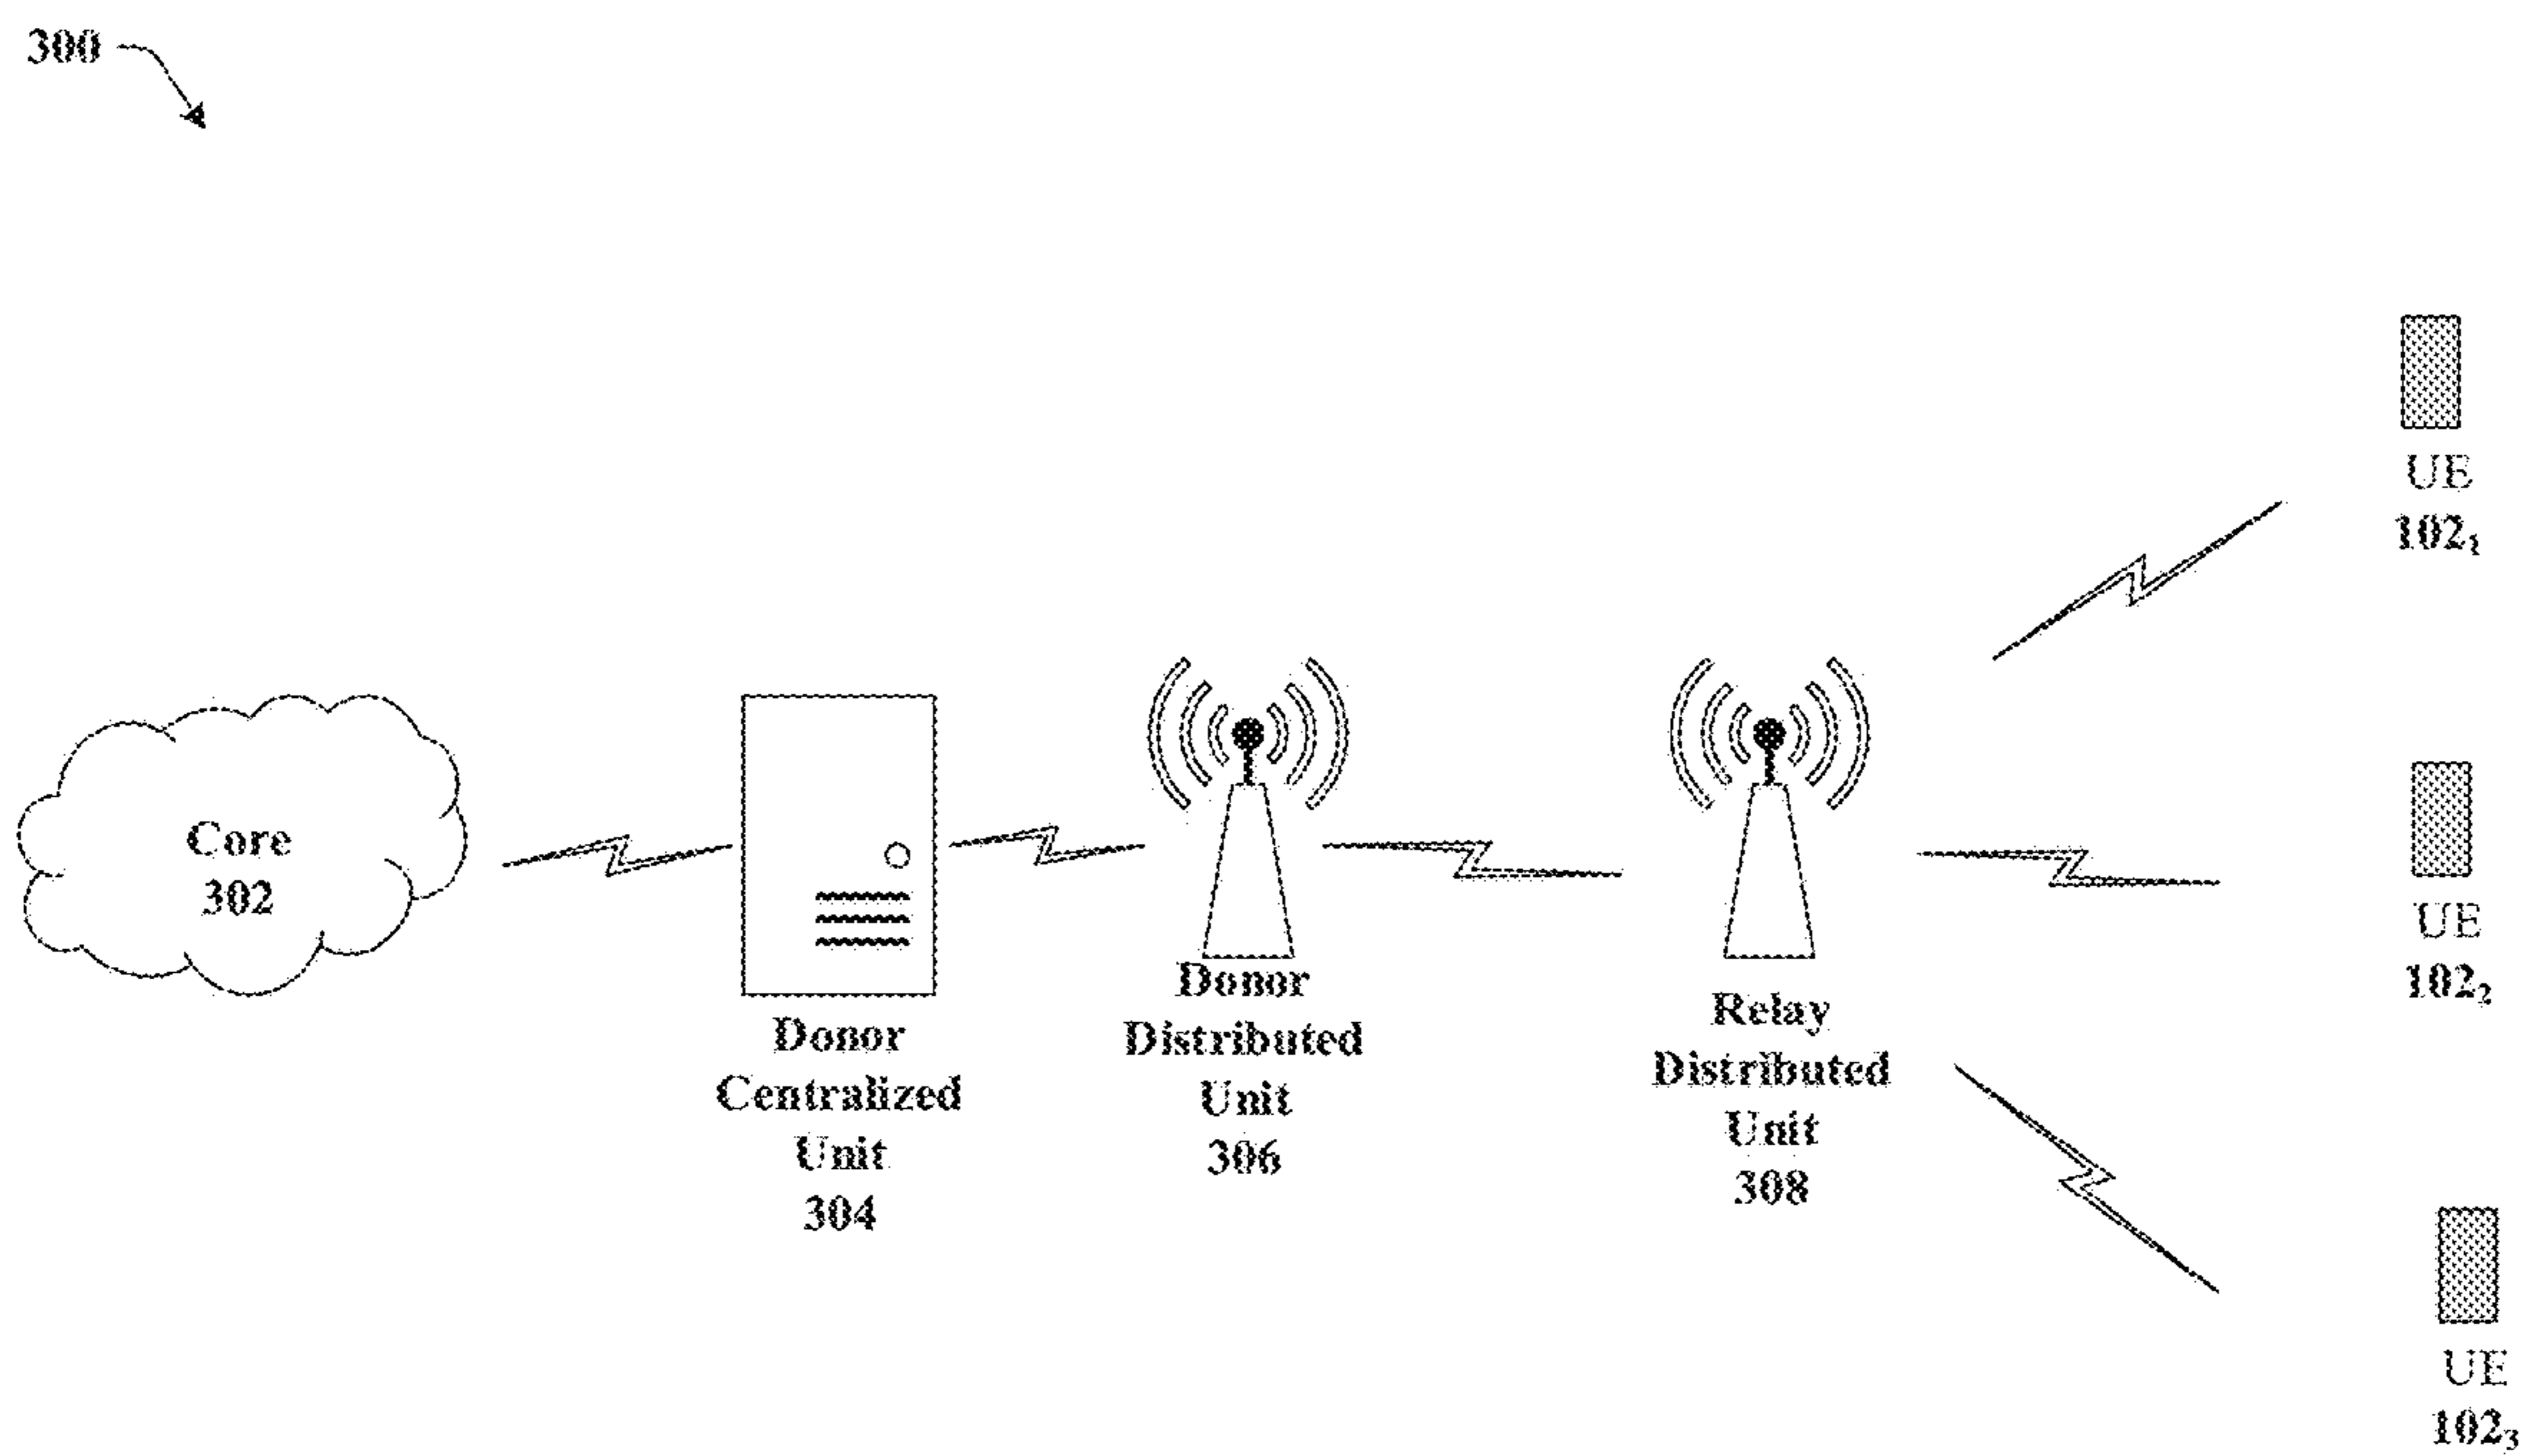 300
Core
302
Donor
Centralized
Unit
304
Donor
Distributed
Unit
306
Relay
Distributed
Unit
308
UE
102₁
UE
102₂
UE
102₃